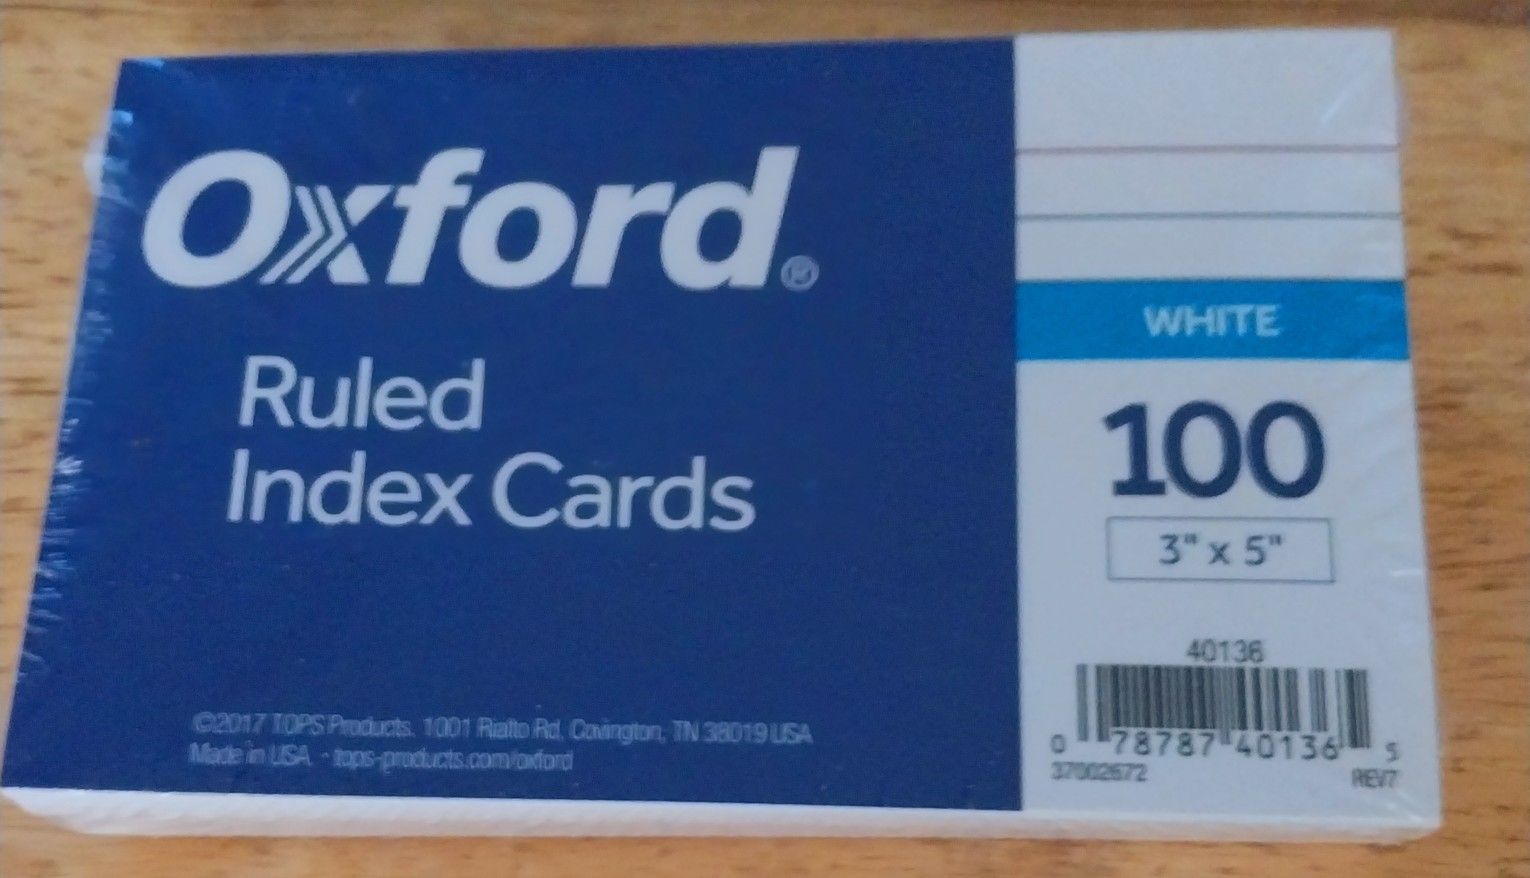 Oxford®
Ruled
Index Cards
©2017 TOPS Products. 1001 Rialto Rd, Covington, TN 38019 USA
Made in USA - tops-products.com/oxford
WHITE
100
3" x 5"
40136
0 78787 40136 5
37002672 REV7